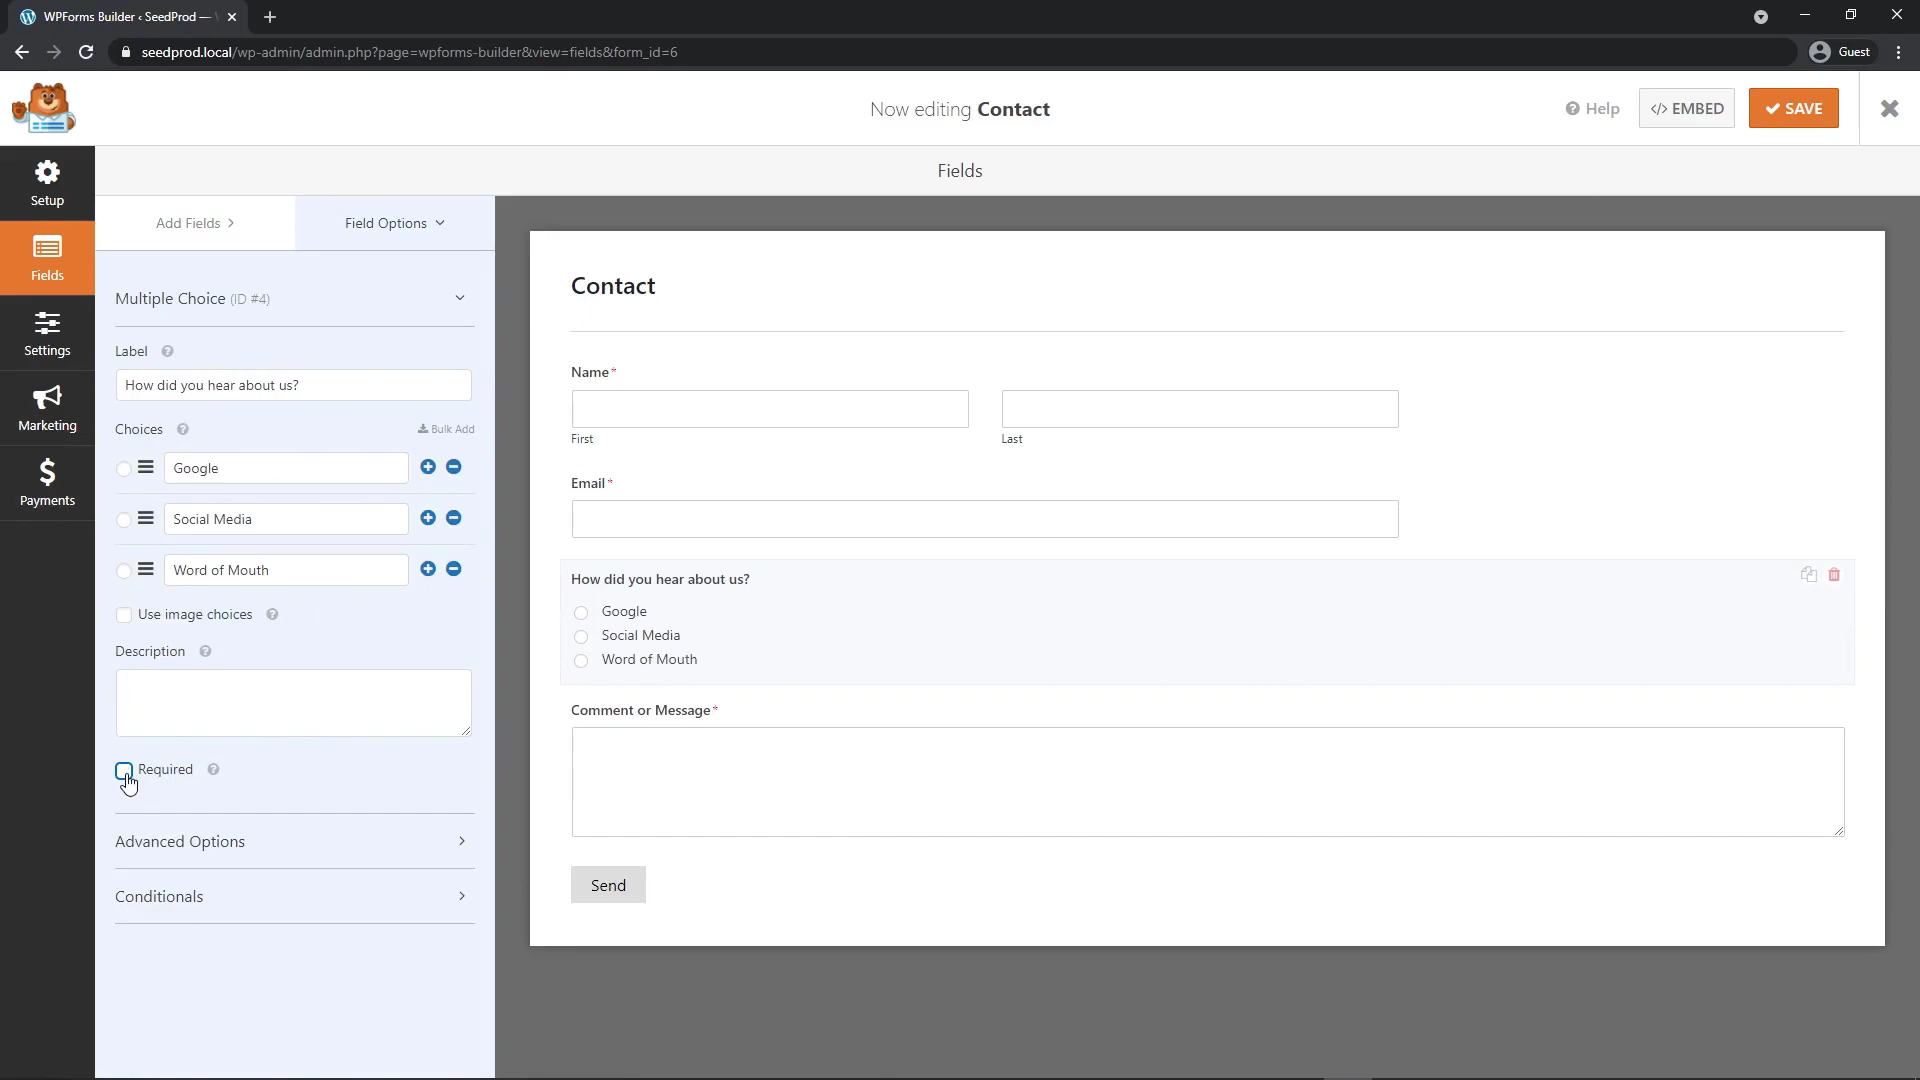 WPForms Builder ‹ SeedProd —
seedprod.local/wp-admin/admin.php?page=wpforms-builder&view=fields&form_id=6
Guest
Now editing Contact
Help
</> EMBED
SAVE
Setup
Fields
Settings
Marketing
Payments
Fields
Add Fields
Field Options
Multiple Choice (ID #4)
Label
How did you hear about us?
Choices
Bulk Add
Google
Social Media
Word of Mouth
Use image choices
Description
Required
Advanced Options
Conditionals
Contact
Name*
First
Last
Email*
How did you hear about us?
Google
Social Media
Word of Mouth
Comment or Message*
Send